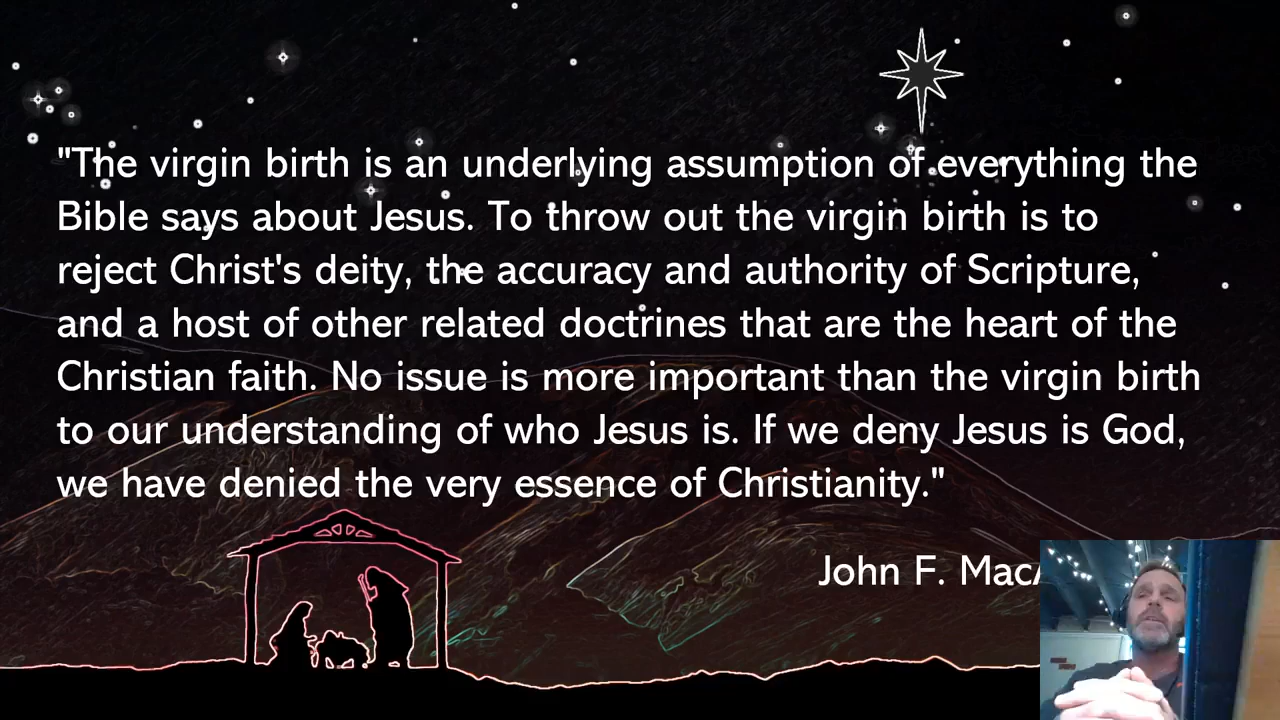 "The virgin birth is an underlying assumption of everything the
Bible says about Jesus. To throw out the virgin birth is to
reject Christ's deity, the accuracy and authority of Scripture,
and a host of other related doctrines that are the heart of the
Christian faith. No issue is more important than the virgin birth
to our understanding of who Jesus is. If we deny Jesus is God,
we have denied the very essence of Christianity."
John F.